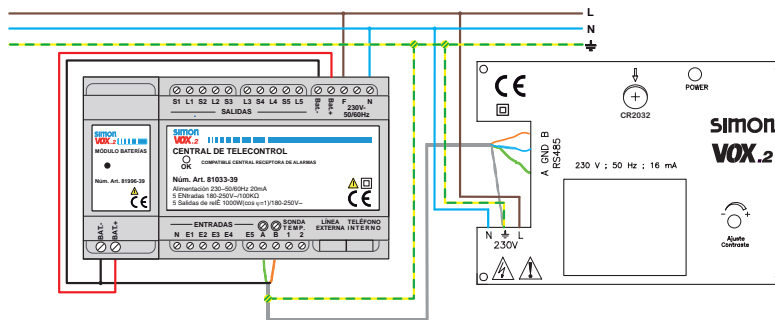 L
N
S1 L1 S2 L2 S3 L3 S4 L4 S5 L5 Bat.- Bat.+ F N
SALIDAS
230V-
50/60Hz
simon
VOX.2
MÓDULO BATERÍAS
Núm. Art. 81996-39
CE
BAT.-
BAT.+
simon
VOX.2
CENTRAL DE TELECONTROL
OK
COMPATIBLE CENTRAL RECEPTORA DE ALARMAS
Núm. Art. 81033-39
Alimentación 230~50/60Hz 20mA
5 ENtradas 180-250V~/100KΩ
5 Salidas de relÈ 1000W(cos φ=1)/180-250V~
CE
ENTRADAS
SONDA
TEMP.
LÍNEA
EXTERNA
TELÉFONO
INTERNO
N E1 E2 E3 E4 E5 A B 1 2
CE
CR2032
POWER
simon
VOX.2
A GND B
RS485
230 V ; 50 Hz ; 16 mA
N L
230V
Ajuste
Contraste